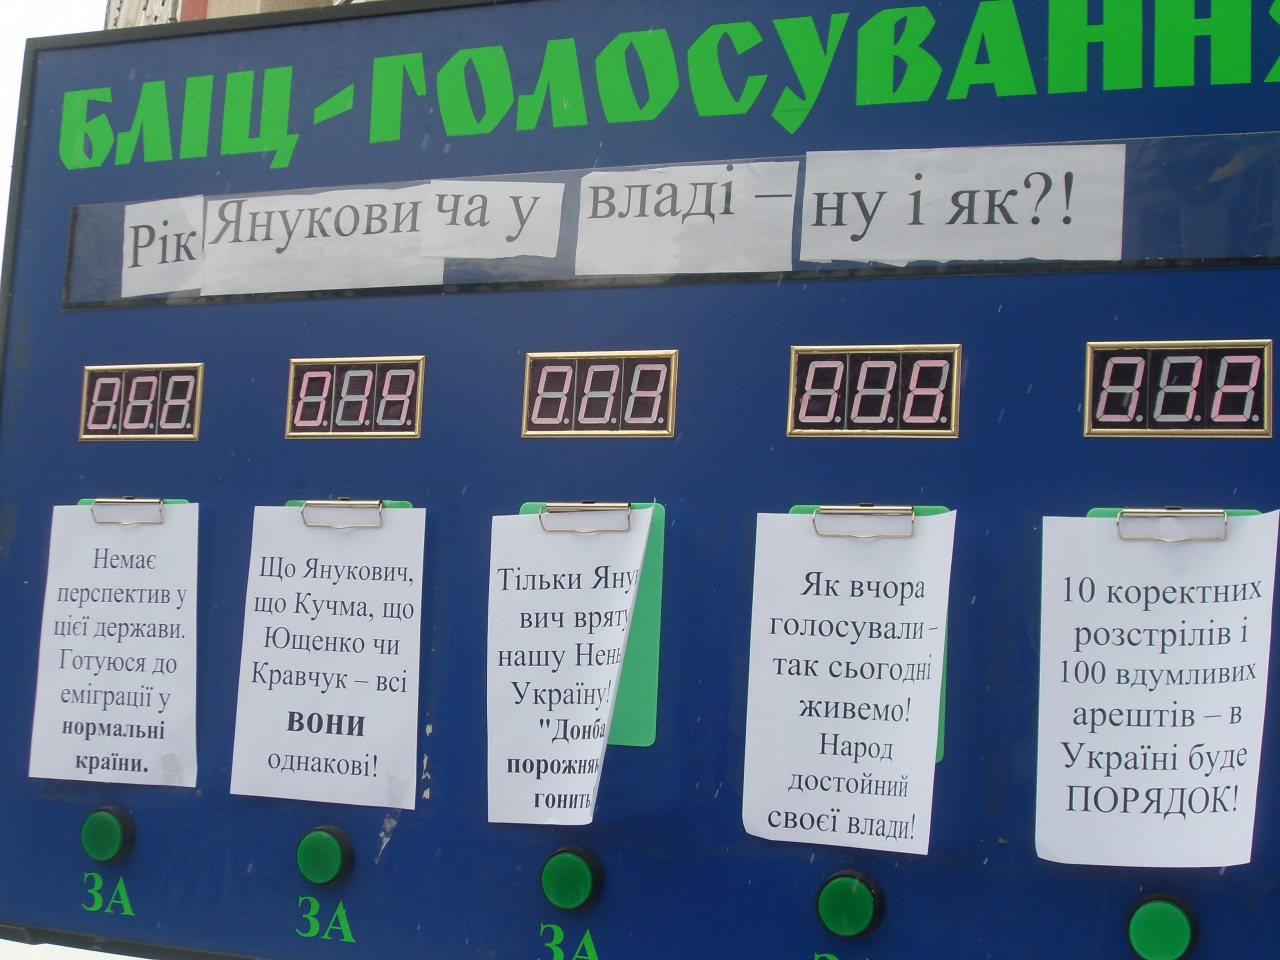 БЛІЦ-ГОЛОСУВАНН
Рік Януковича у владі – ну і як?!
Немає
перспектив у
цієї держави.
Готуюся до
еміграції у
нормальні
країни.
Що Янукович,
що Кучма, що
Ющенко чи
Кравчук – всі
вони
однакові!
Тільки Яну
вич вряту
нашу Нень
Україну!
"Донба
порожня
гонить
Як вчора
голосували –
так сьогодні
живемо!
Народ
достойний
своєї влади!
10 коректних
розстрілів і
100 вдумливих
арештів – в
Україні буде
ПОРЯДОК!
ЗА
ЗА
ЗА